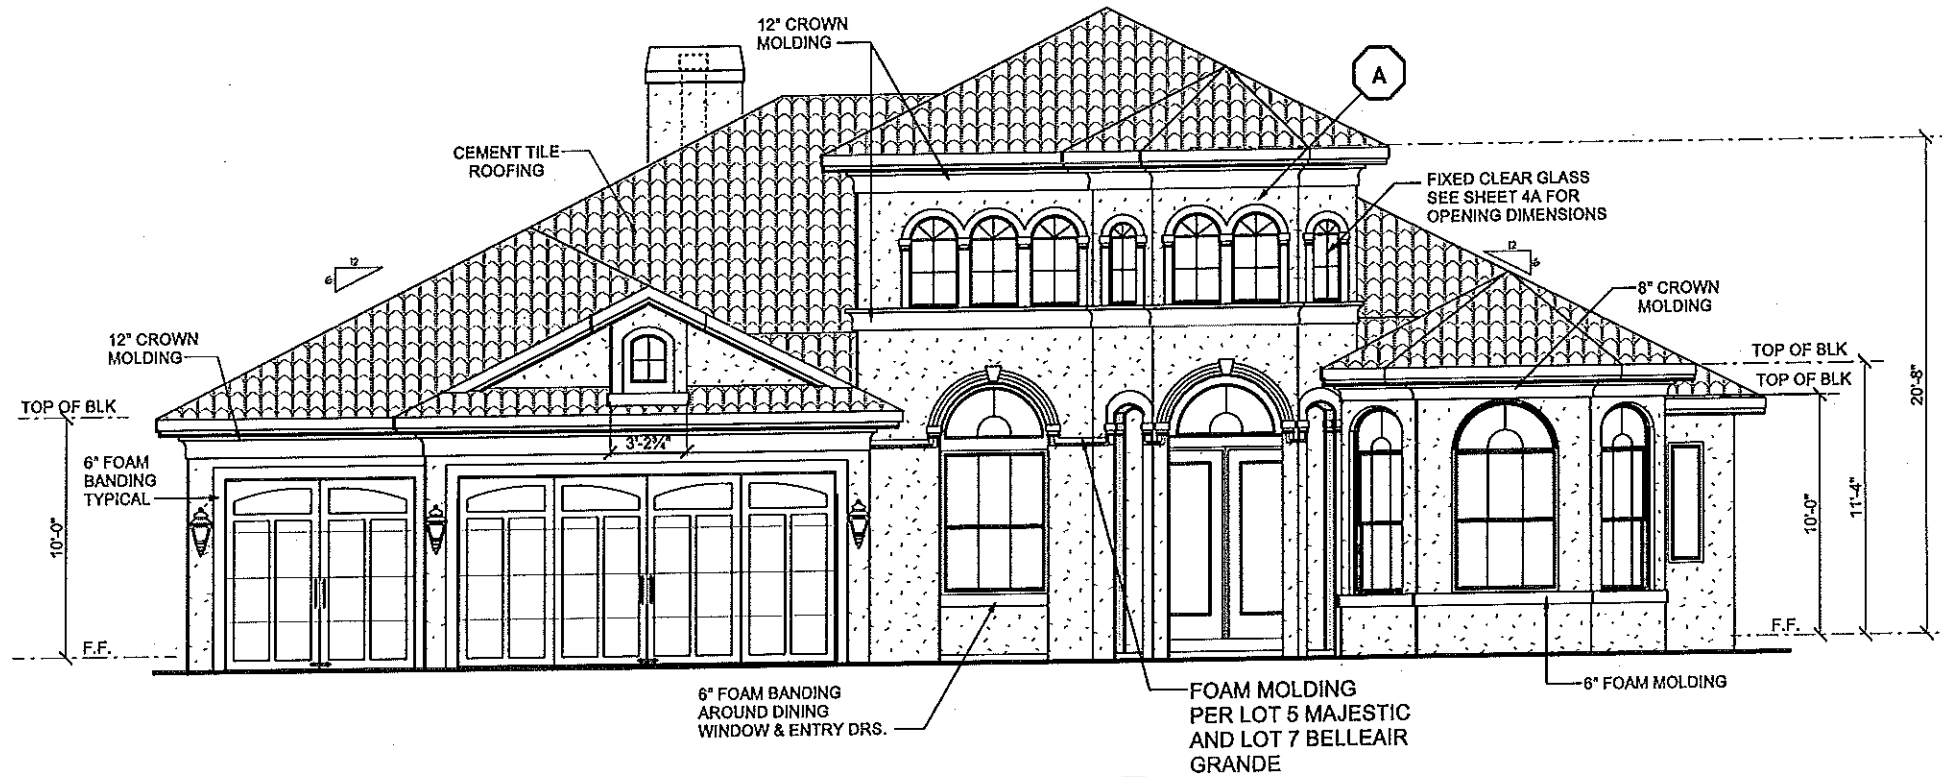 12" CROWN
MOLDING
A
CEMENT TILE
ROOFING
FIXED CLEAR GLASS
SEE SHEET 4A FOR
OPENING DIMENSIONS
12
6
12
6
8" CROWN
MOLDING
12" CROWN
MOLDING
TOP OF BLK
TOP OF BLK
20'-8"
TOP OF BLK
3'-2¾"
6" FOAM
BANDING
TYPICAL
10'-0"
10'-0"
11'-4"
F.F.
F.F.
6" FOAM BANDING
AROUND DINING
WINDOW & ENTRY DRS.
FOAM MOLDING
PER LOT 5 MAJESTIC
AND LOT 7 BELLEAIR
GRANDE
6" FOAM MOLDING